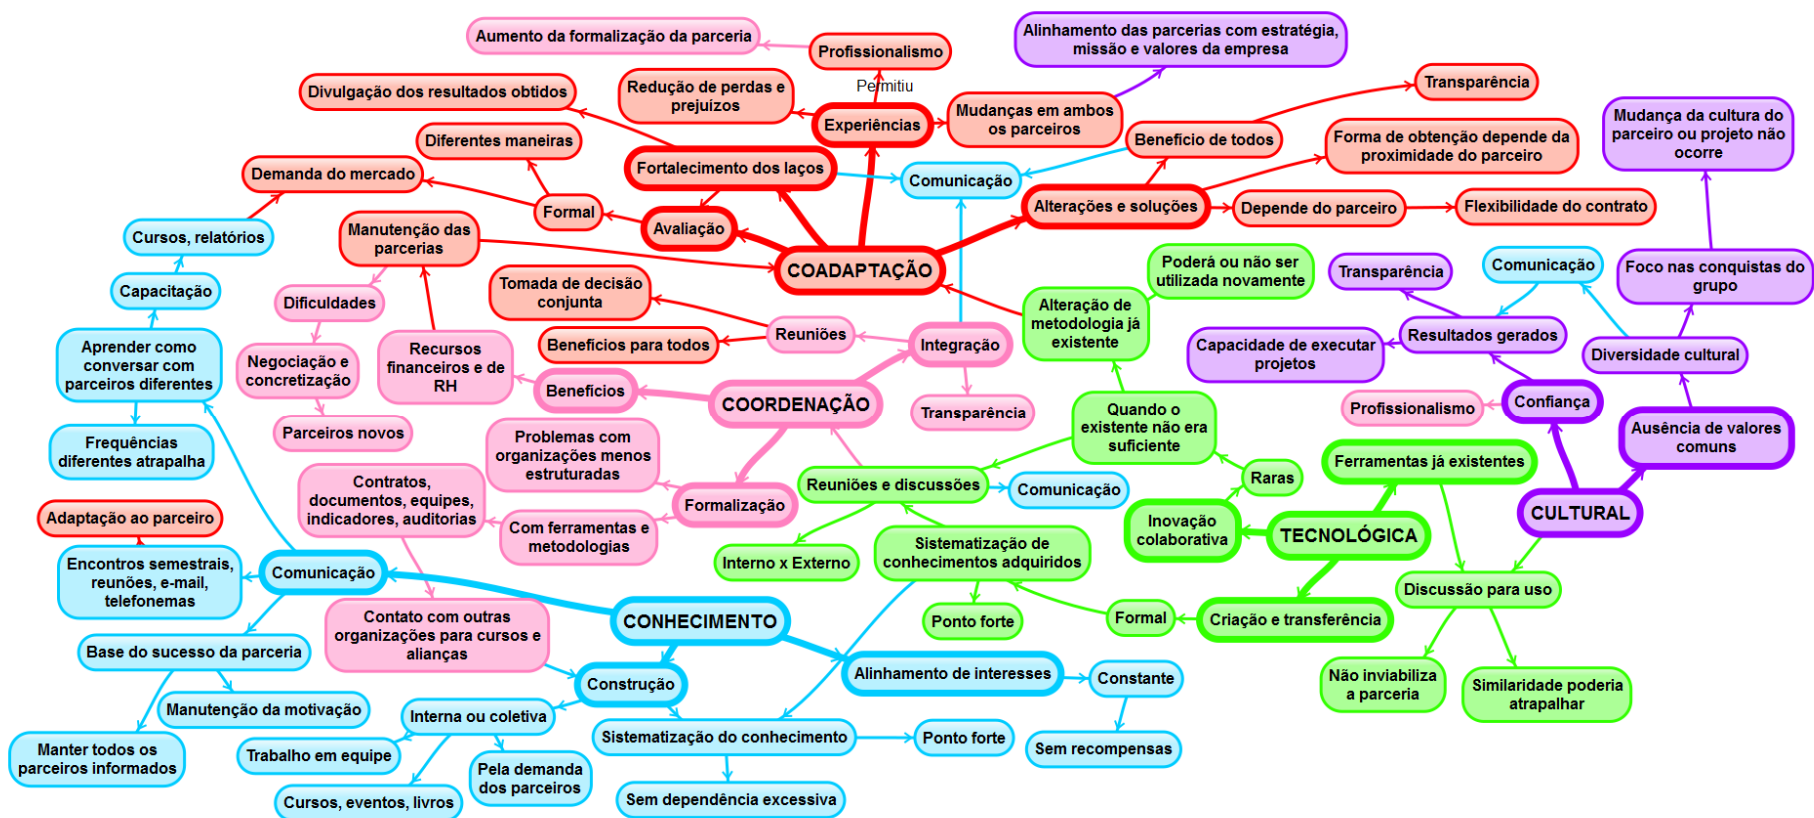 Aumento da formalização da parceria
Profissionalismo
Alinhamento das parcerias com estratégia,
missão e valores da empresa
Divulgação dos resultados obtidos
Redução de perdas e
prejuízos
Permitiu
Experiências
Mudanças em ambos
os parceiros
Transparência
Diferentes maneiras
Benefício de todos
Forma de obtenção depende da
proximidade do parceiro
Mudança da cultura do
parceiro ou projeto não
ocorre
Demanda do mercado
Fortalecimento dos laços
Comunicação
Formal
Avaliação
Alterações e soluções
Depende do parceiro
Flexibilidade do contrato
Cursos, relatórios
Manutenção das
parcerias
COADAPTAÇÃO
Poderá ou não ser
utilizada novamente
Transparência
Comunicação
Foco nas conquistas do
grupo
Capacitação
Dificuldades
Tomada de decisão
conjunta
Alteração de
metodologia já
existente
Aprender como
conversar com
parceiros diferentes
Negociação e
concretização
Recursos
financeiros e de
RH
Benefícios para todos
Reuniões
Integração
Resultados gerados
Capacidade de executar
projetos
Diversidade cultural
Benefícios
COORDENAÇÃO
Transparência
Profissionalismo
Confiança
Parceiros novos
Frequências
diferentes atrapalha
Problemas com
organizações menos
estruturadas
Quando o
existente não era
suficiente
Ausência de valores
comuns
Contratos,
documentos, equipes,
indicadores, auditorias
Formalização
Reuniões e discussões
Comunicação
Raras
Ferramentas já existentes
Adaptação ao parceiro
Com ferramentas e
metodologias
Inovação
colaborativa
TECNOLÓGICA
CULTURAL
Encontros semestrais,
reunões, e-mail,
telefonemas
Comunicação
Interno x Externo
Sistematização de
conhecimentos adquiridos
Discussão para uso
Contato com outras
organizações para cursos e
alianças
CONHECIMENTO
Ponto forte
Formal
Criação e transferência
Base do sucesso da parceria
Construção
Alinhamento de interesses
Constante
Não inviabiliza
a parceria
Similaridade poderia
atrapalhar
Manutenção da motivação
Interna ou coletiva
Manter todos os
parceiros informados
Trabalho em equipe
Sistematização do conhecimento
Ponto forte
Sem recompensas
Pela demanda
dos parceiros
Cursos, eventos, livros
Sem dependência excessiva